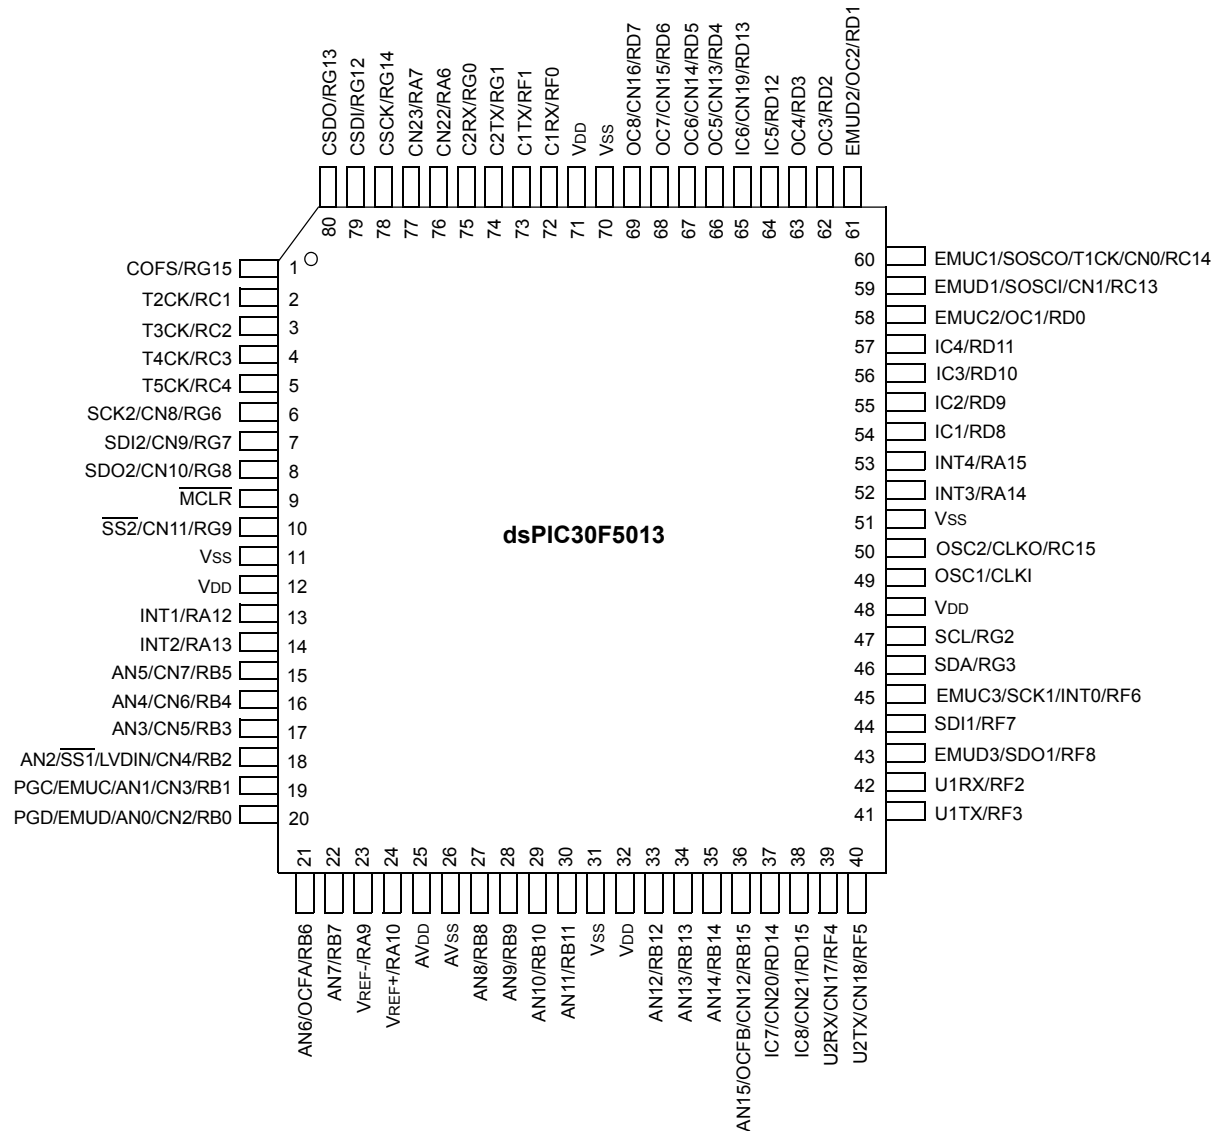 CSDO/RG13
CSDI/RG12
CSCK/RG14
CN23/RA7
CN22/RA6
C2RX/RG0
C2TX/RG1
C1TX/RF1
C1RX/RF0
VDD
VSS
OC8/CN16/RD7
OC7/CN15/RD6
OC6/CN14/RD5
OC5/CN13/RD4
IC6/CN19/RD13
IC5/RD12
OC4/RD3
OC3/RD2
EMUD2/OC2/RD1
80
79
78
77
76
75
74
73
72
71
70
69
68
67
66
65
64
63
62
61
COFS/RG15 1
T2CK/RC1 2
T3CK/RC2 3
T4CK/RC3 4
T5CK/RC4 5
SCK2/CN8/RG6 6
SDI2/CN9/RG7 7
SDO2/CN10/RG8 8
MCLR 9
SS2/CN11/RG9 10
VSS 11
VDD 12
INT1/RA12 13
INT2/RA13 14
AN5/CN7/RB5 15
AN4/CN6/RB4 16
AN3/CN5/RB3 17
AN2/SS1/LVDIN/CN4/RB2 18
PGC/EMUC/AN1/CN3/RB1 19
PGD/EMUD/AN0/CN2/RB0 20
dsPIC30F5013
60 EMUC1/SOSCO/T1CK/CN0/RC14
59 EMUD1/SOSCI/CN1/RC13
58 EMUC2/OC1/RD0
57 IC4/RD11
56 IC3/RD10
55 IC2/RD9
54 IC1/RD8
53 INT4/RA15
52 INT3/RA14
51 VSS
50 OSC2/CLKO/RC15
49 OSC1/CLKI
48 VDD
47 SCL/RG2
46 SDA/RG3
45 EMUC3/SCK1/INT0/RF6
44 SDI1/RF7
43 EMUD3/SDO1/RF8
42 U1RX/RF2
41 U1TX/RF3
21
22
23
24
25
26
27
28
29
30
31
32
33
34
35
36
37
38
39
40
AN6/OCFA/RB6
AN7/RB7
VREF-/RA9
VREF+/RA10
AVDD
AVSS
AN8/RB8
AN9/RB9
AN10/RB10
AN11/RB11
VSS
VDD
AN12/RB12
AN13/RB13
AN14/RB14
AN15/OCFB/CN12/RB15
IC7/CN20/RD14
IC8/CN21/RD15
U2RX/CN17/RF4
U2TX/CN18/RF5